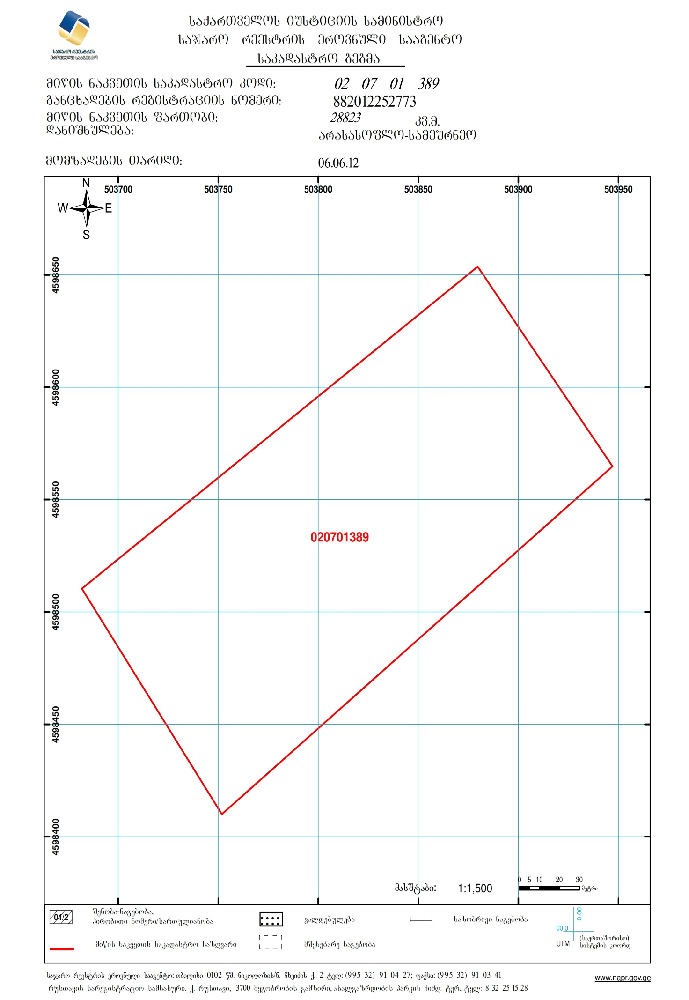 საჯარო რეესტრის
ეროვნული სააგენტო
საქართველოს იუსტიციის სამინისტრო
საჯარო რეესტრის ეროვნული სააგენტო
საკადასტრო გეგმა
მიწის ნაკვეთის საკადასტრო კოდი: 02 07 01 389
განცხადების რეგისტრაციის ნომერი: 882012252773
მიწის ნაკვეთის ფართობი: 28823 კვ.მ.
დანიშნულება: არასასოფლო-სამეურნეო
მომზადების თარიღი: 06.06.12
N
W E
S
503700 503750 503800 503850 503900 503950
4598650
4598600
4598550
020701389
4598500
4598450
4598400
მასშტაბი: 1:1,500
0 5 10 20 30
მეტრი
01/2
შენობა-ნაგებობა,
პირობითი ნომერი/სართულიანობა
ვალდებულება
ხაზობრივი ნაგებობა
00.0
00'0
მიწის ნაკვეთის საკადასტრო საზღვარი
მშენებარე ნაგებობა
UTM
(საერთაშორისო)
სისტემის კოორდ.
საჯარო რეესტრის ეროვნული სააგენტო: თბილისი 0102 წმ. ნიკოლოზის/ნ. ჩხეიძის ქ. 2 ტელ: (995 32) 91 04 27; ფაქსი: (995 32) 91 03 41
www.napr.gov.ge
რუსთავის სარეგისტრაციო სამსახური. ქ. რუსთავი, 3700 მეგობრობის გამზირი, ახალგაზრდობის პარკის მიმდ. ტერ., ტელ: 8 32 25 15 28